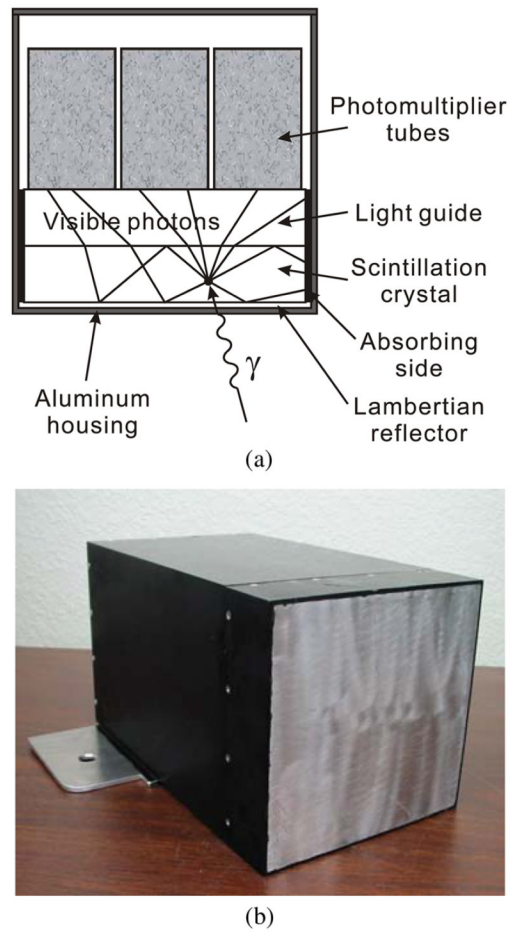 Photomultiplier
tubes
Visible photons
Light guide
Scintillation
crystal
Absorbing
side
γ
Aluminum
housing
Lambertian
reflector
(a)
(b)